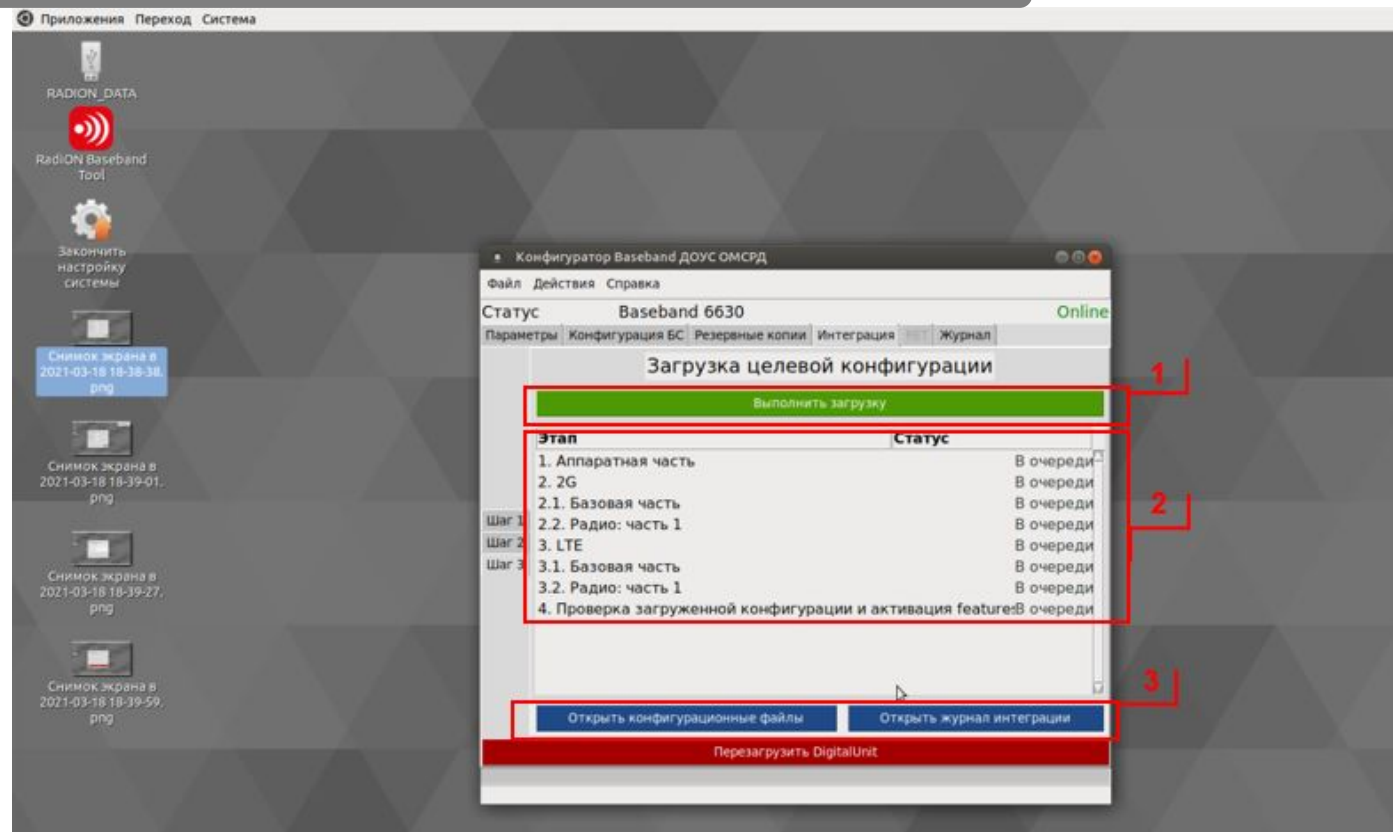 Приложения Переход Система
RADION_DATA
RadiON Baseband
Tool
Закончить
настройку
системы
Снимок экрана в
2021-03-18 18-38-38.
png
Снимок экрана в
2021-03-18 18-39-01.
png
Снимок экрана в
2021-03-18 18-39-27.
png
Снимок экрана в
2021-03-18 18-39-59.
png
Конфигуратор Baseband ДОУС ОМСРД
Файл Действия Справка
Статус Baseband 6630 Online
Параметры Конфигурация БС Резервные копии Интеграция RET Журнал
Загрузка целевой конфигурации
1
Выполнить загрузку
Этап Статус
1. Аппаратная часть В очереди
2. 2G В очереди
2.1. Базовая часть В очереди
2
Шаг 1
2.2. Радио: часть 1 В очереди
Шаг 2
3. LTE В очереди
Шаг 3
3.1. Базовая часть В очереди
3.2. Радио: часть 1 В очереди
4. Проверка загруженной конфигурации и активация features В очереди
3
Открыть конфигурационные файлы Открыть журнал интеграции
Перезагрузить DigitalUnit